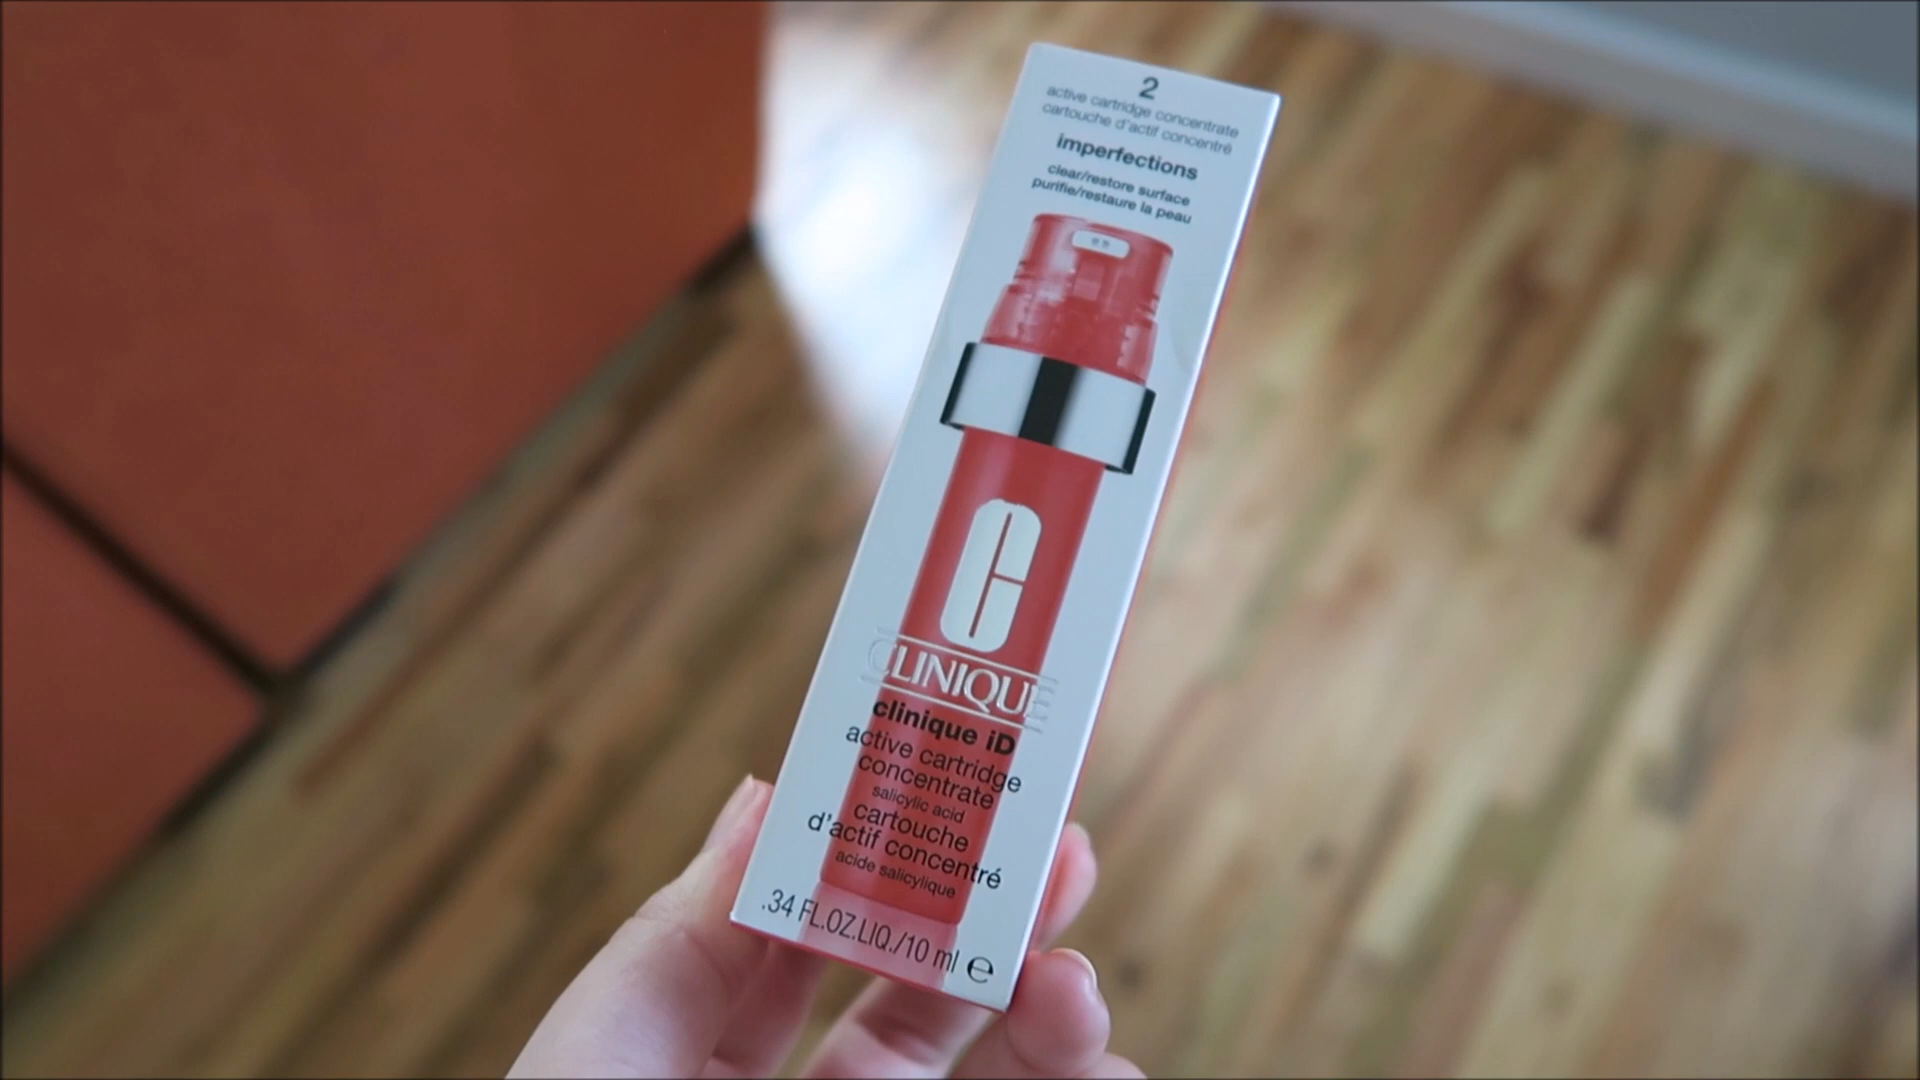 2
active cartridge concentrate
cartouche d'actif concentré
imperfections
clear/restore surface
purifie/restaure la peau
CLINIQUE
clinique iD
active cartridge
concentrate
salicylic acid
cartouche
d'actif concentré
acide salicylique
.34 FL.OZ.LIQ./10 ml ℮